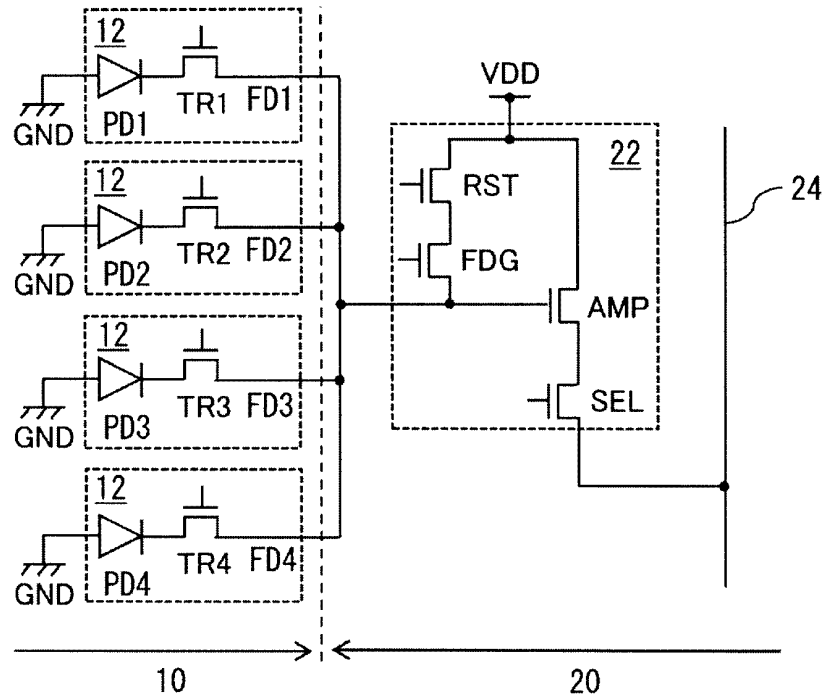 12
GND
PD1
TR1
FD1
12
GND
PD2
TR2
FD2
12
GND
PD3
TR3
FD3
12
GND
PD4
TR4
FD4
VDD
22
RST
FDG
AMP
SEL
24
10
20